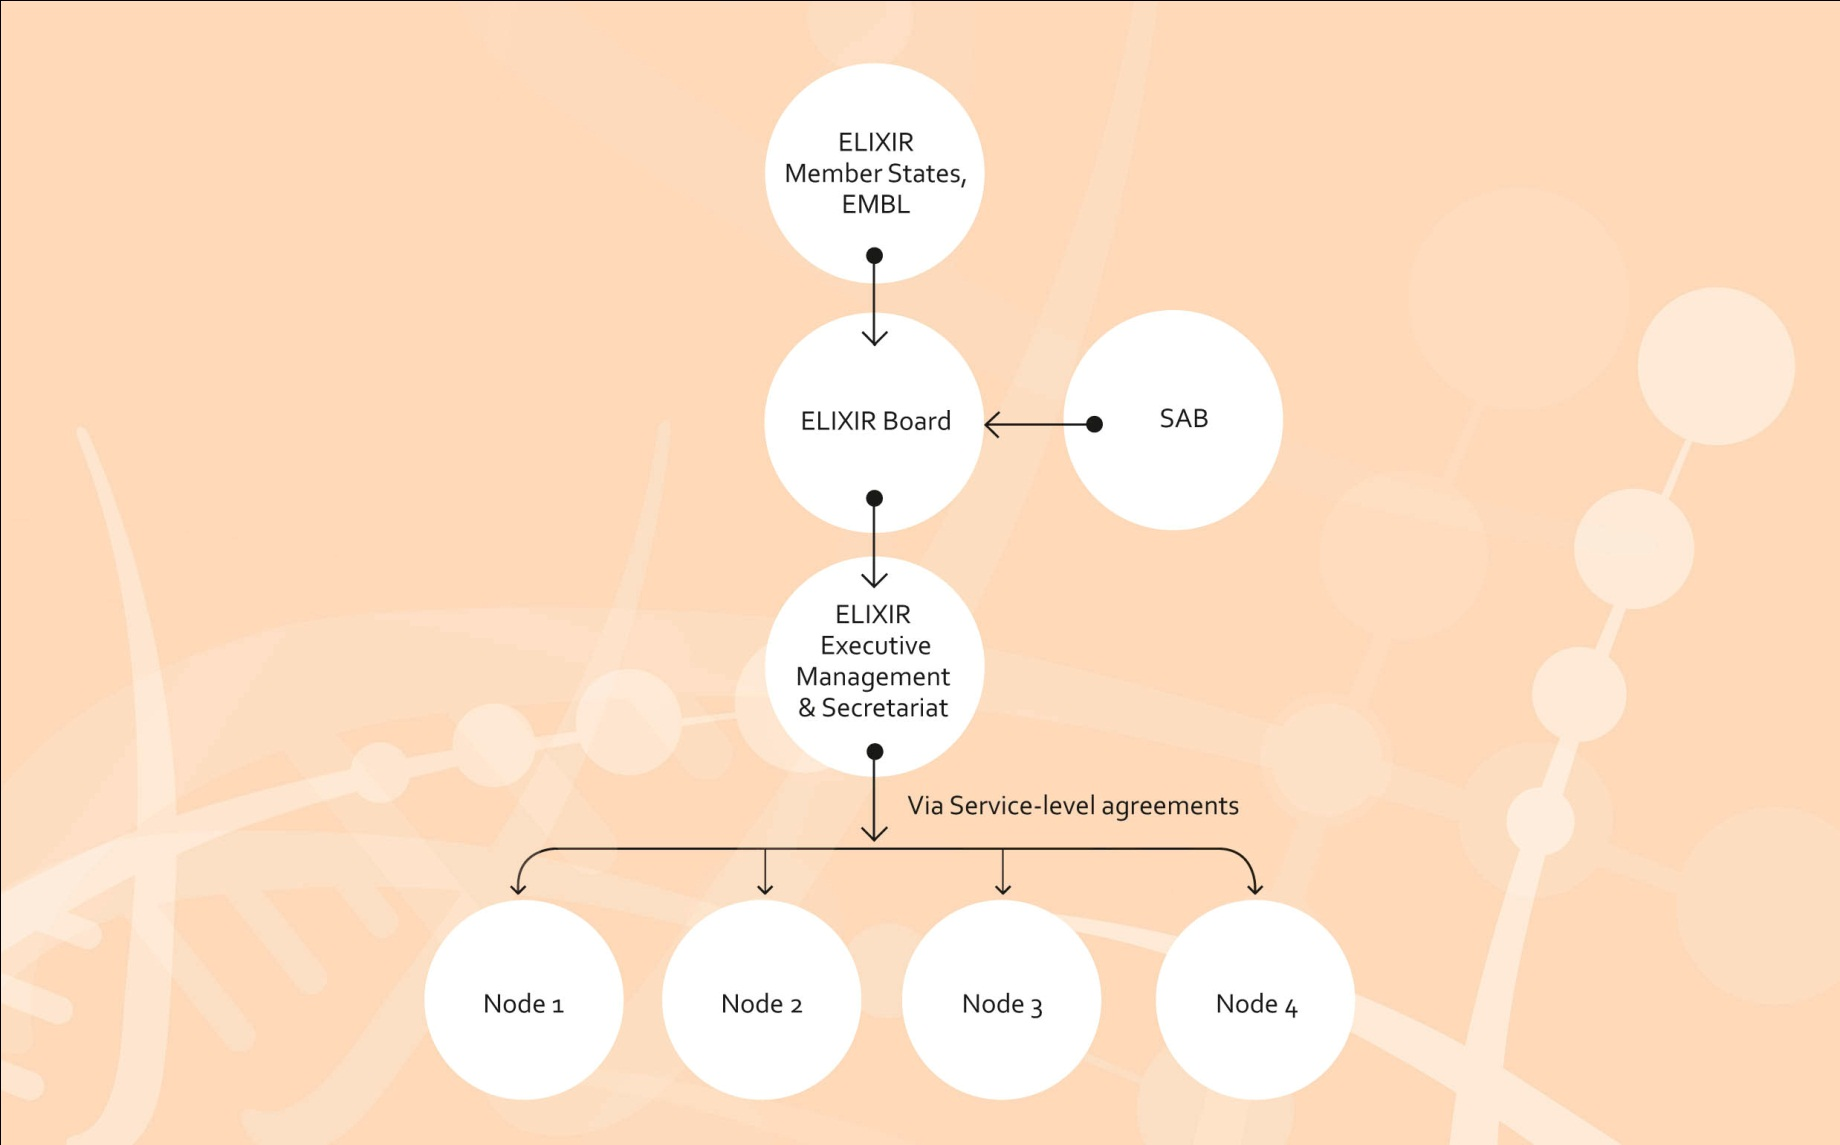 ELIXIR
Member States,
EMBL
ELIXIR Board
SAB
ELIXIR
Executive
Management
& Secretariat
Via Service-level agreements
Node 1
Node 2
Node 3
Node 4